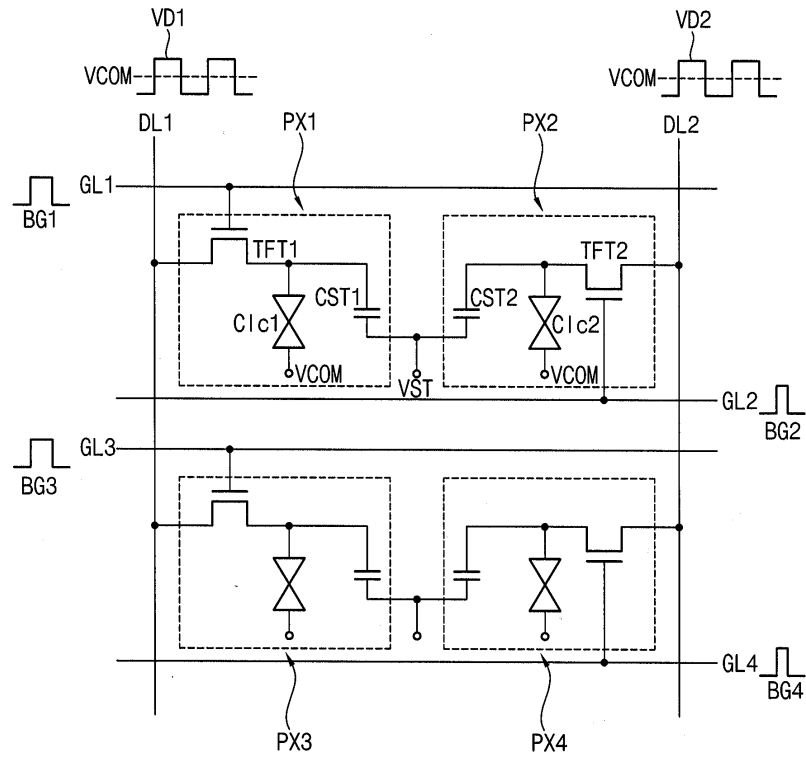 VD1 VD2
VCOM VCOM
DL1 PX1 PX2 DL2
GL1
BG1
TFT1 TFT2
CST1 CST2
Clc1 Clc2
VCOM VST VCOM
GL2
BG2
GL3
BG3
GL4
BG4
PX3 PX4